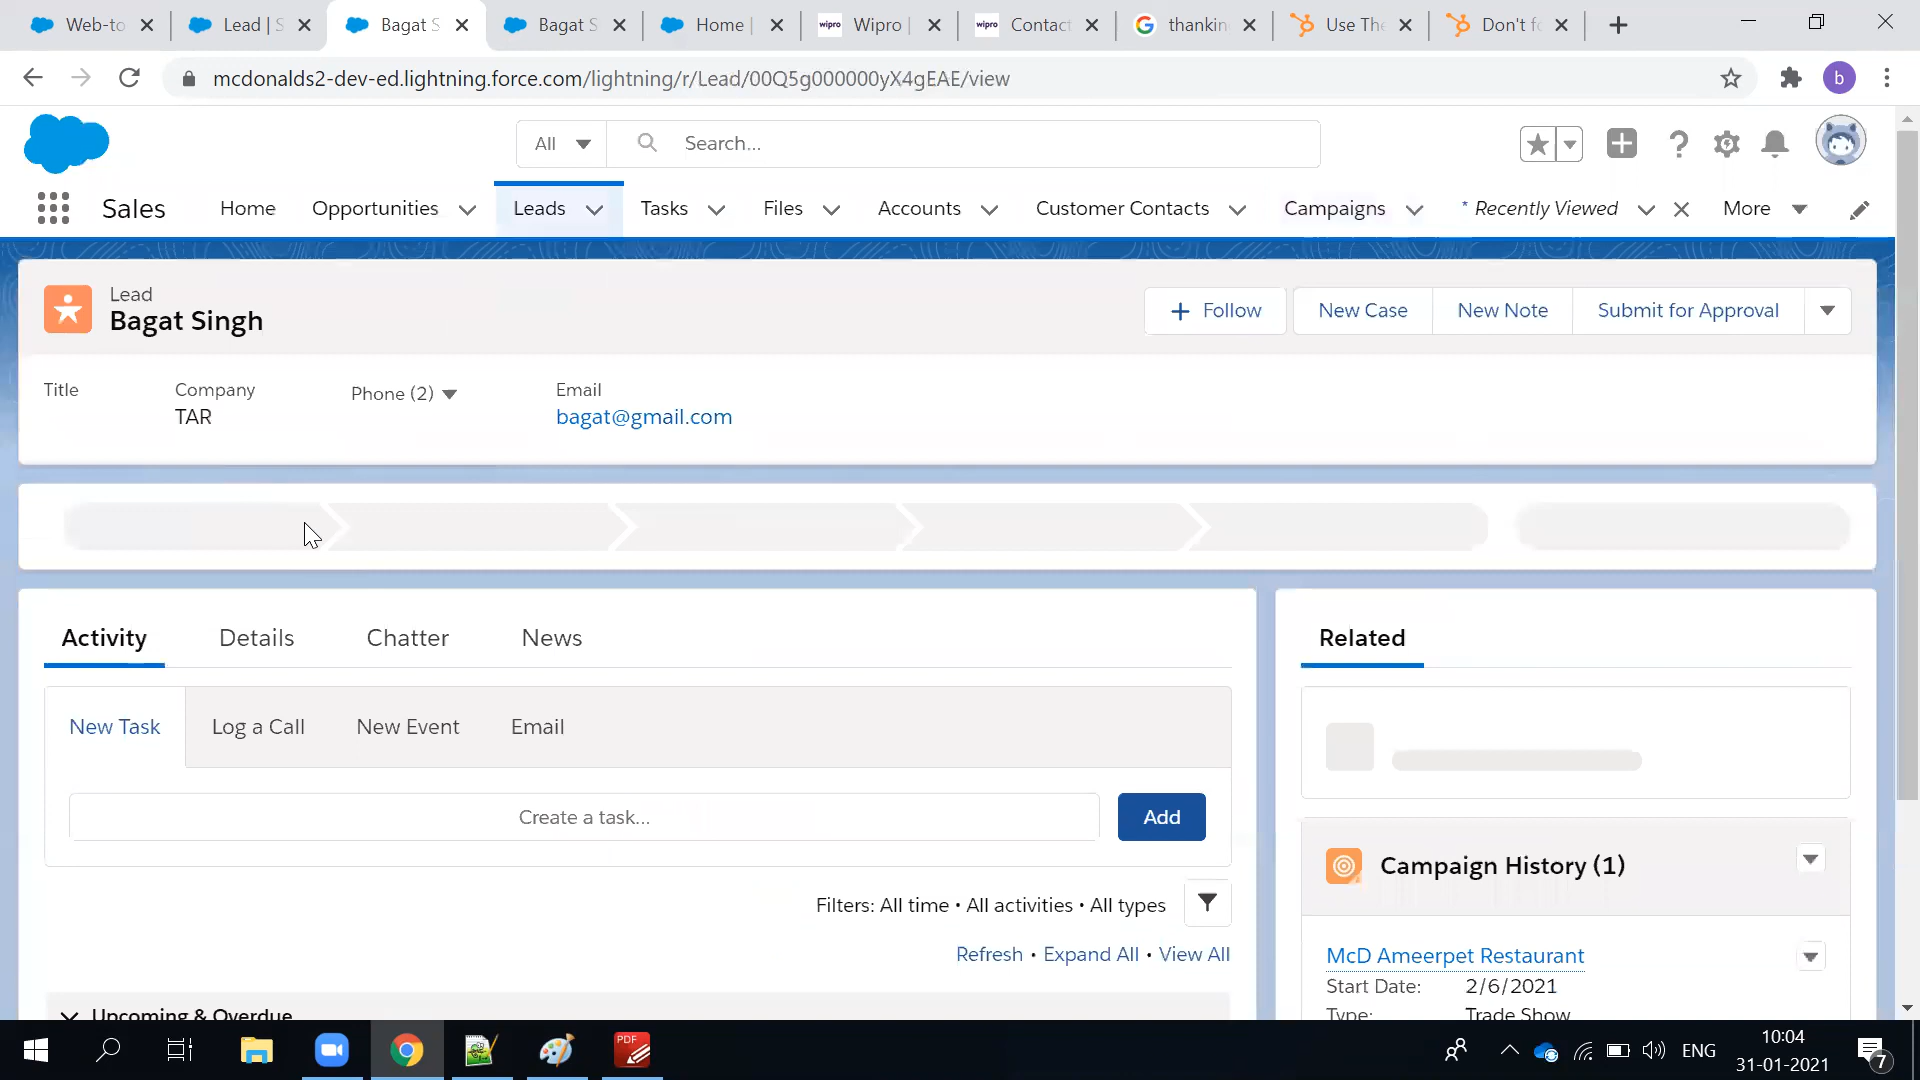 Web-to
Lead | S
Bagat S
Bagat S
Home |
wipro Wipro |
wipro Contact
thankin
Use The
Don't fo
mcdonalds2-dev-ed.lightning.force.com/lightning/r/Lead/00Q5g000000yX4gEAE/view
b
All
Search...
Sales
Home
Opportunities
Leads
Tasks
Files
Accounts
Customer Contacts
Campaigns
* Recently Viewed
More
Lead
Bagat Singh
Follow
New Case
New Note
Submit for Approval
Title
Company
Phone (2)
Email
TAR
bagat@gmail.com
Activity
Details
Chatter
News
Related
New Task
Log a Call
New Event
Email
Create a task...
Add
Campaign History (1)
Filters: All time • All activities • All types
Refresh • Expand All • View All
McD Ameerpet Restaurant
Start Date: 2/6/2021
Type: Trade Show
Upcoming & Overdue
PDF
ENG
10:04
31-01-2021
7